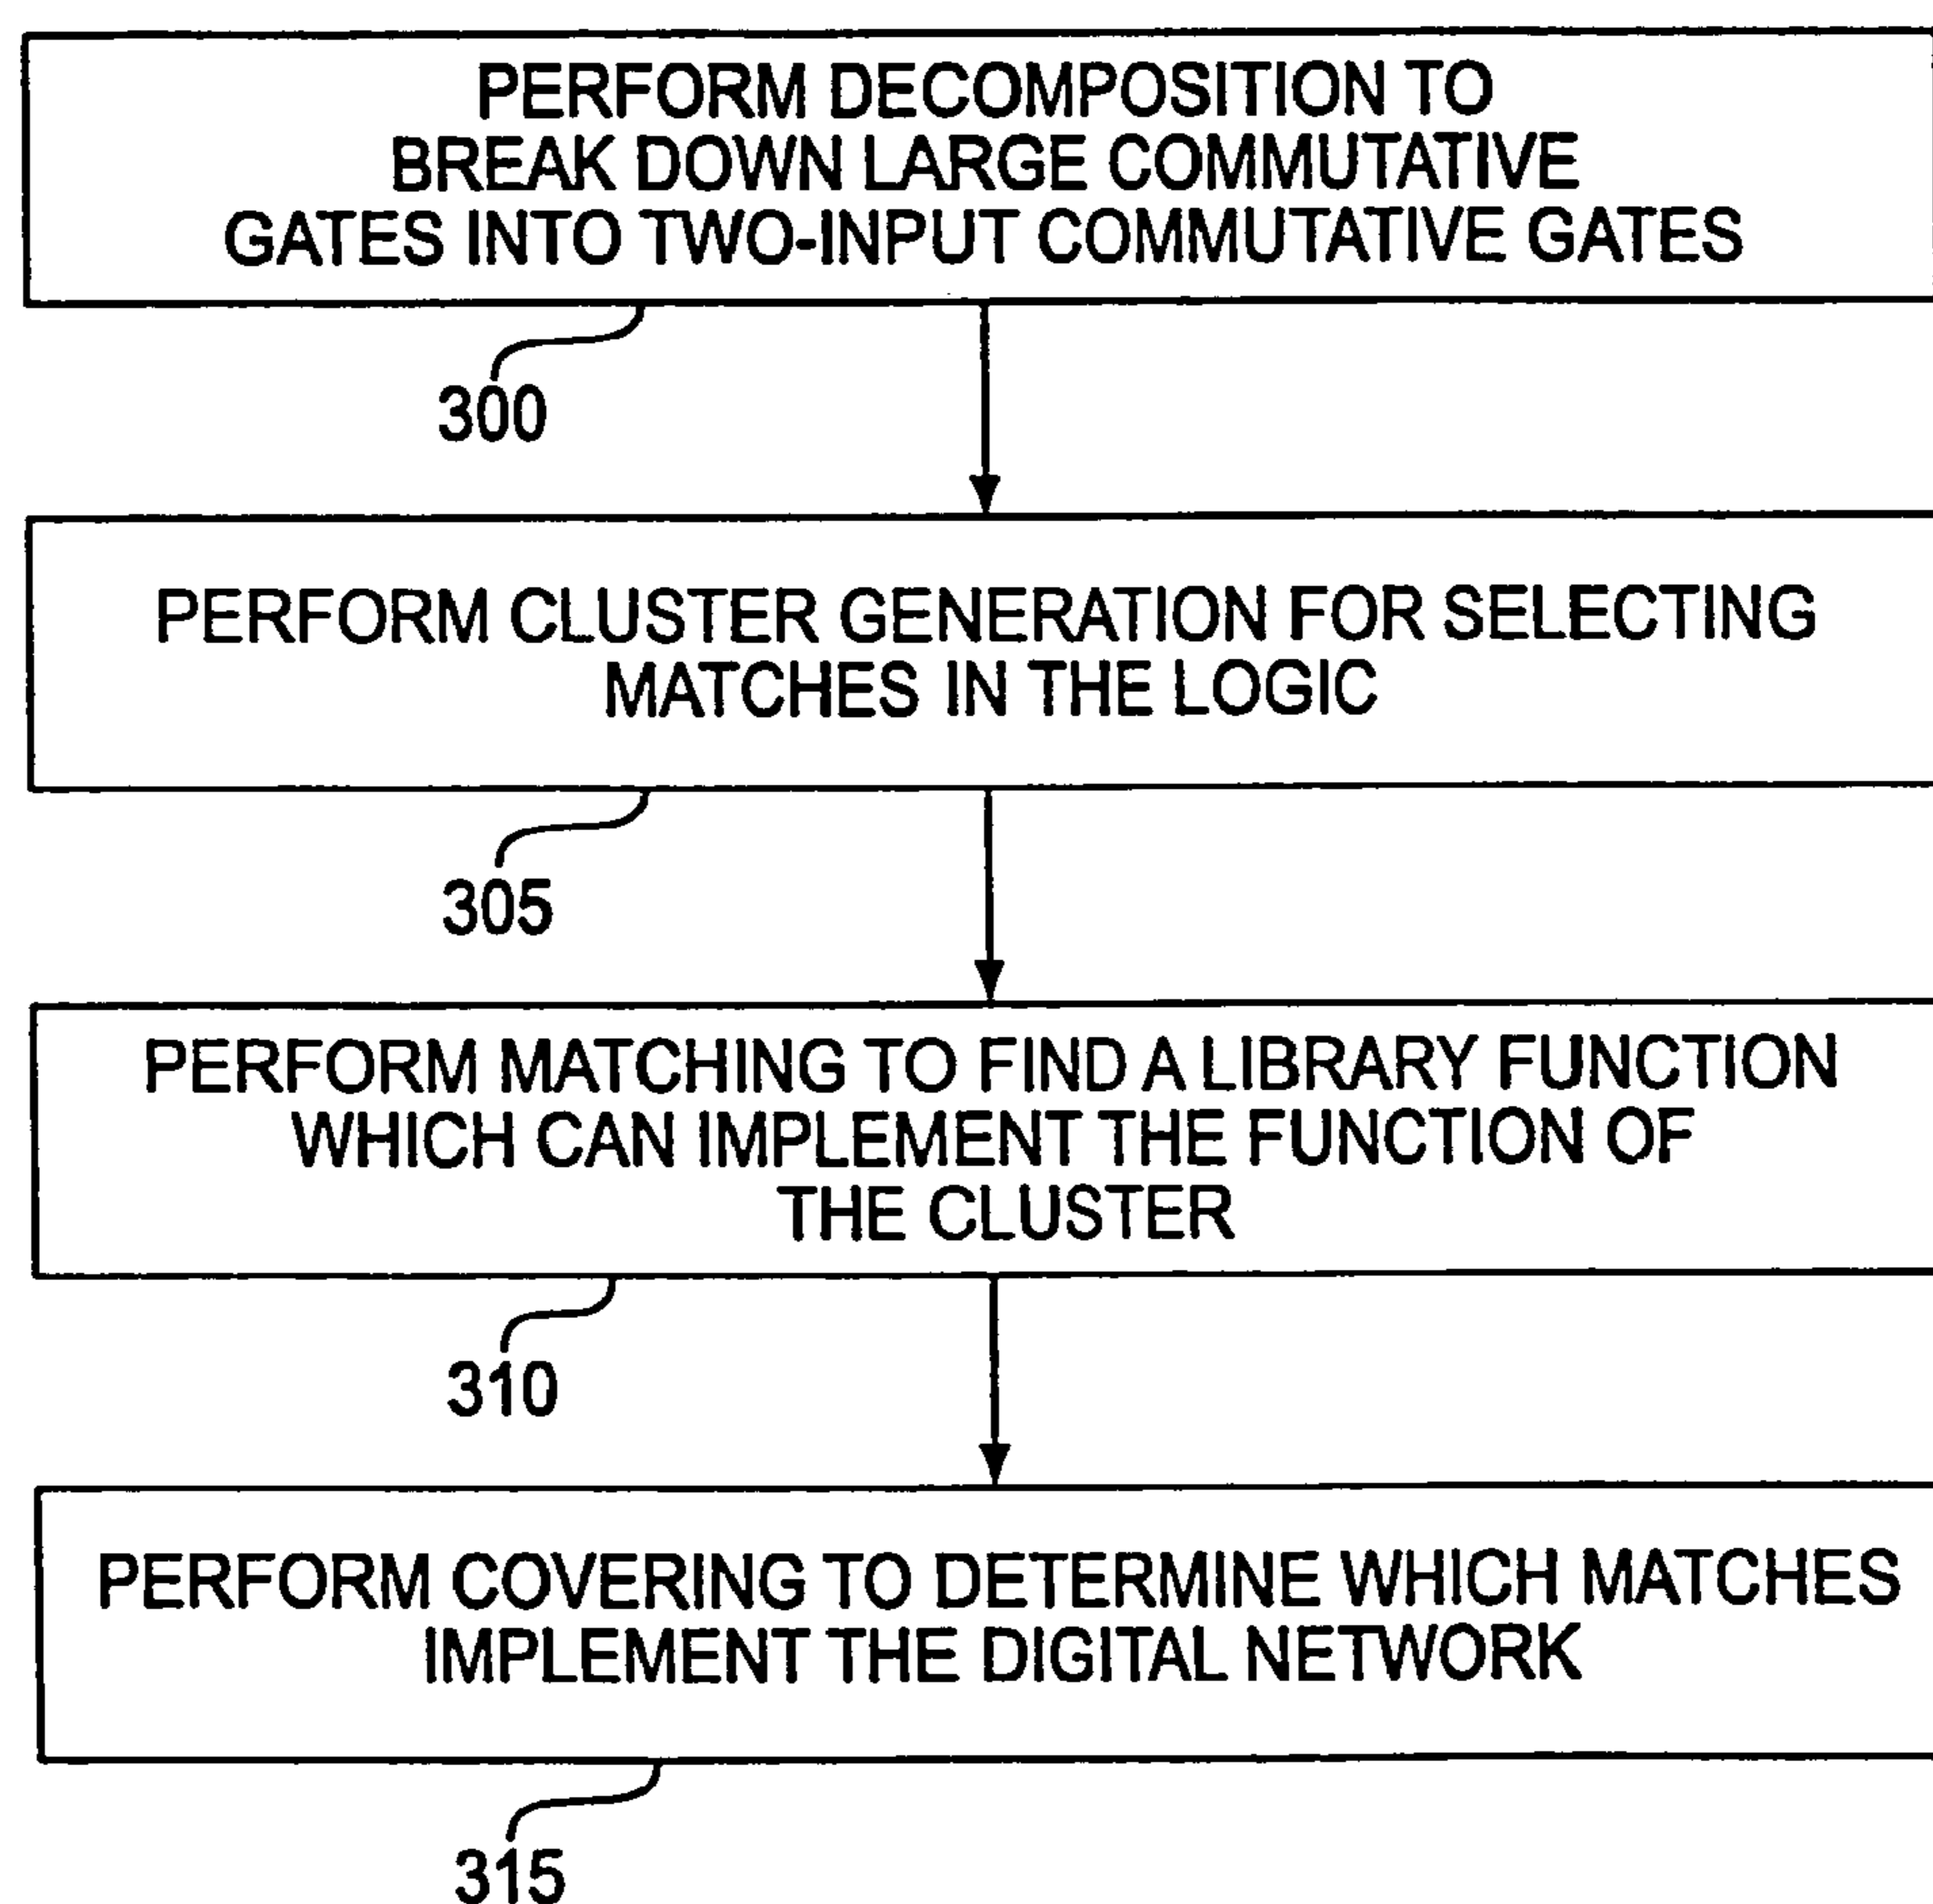 PERFORM DECOMPOSITION TO
BREAK DOWN LARGE COMMUTATIVE
GATES INTO TWO-INPUT COMMUTATIVE GATES
300
PERFORM CLUSTER GENERATION FOR SELECTING
MATCHES IN THE LOGIC
305
PERFORM MATCHING TO FIND A LIBRARY FUNCTION
WHICH CAN IMPLEMENT THE FUNCTION OF
THE CLUSTER
310
PERFORM COVERING TO DETERMINE WHICH MATCHES
IMPLEMENT THE DIGITAL NETWORK
315